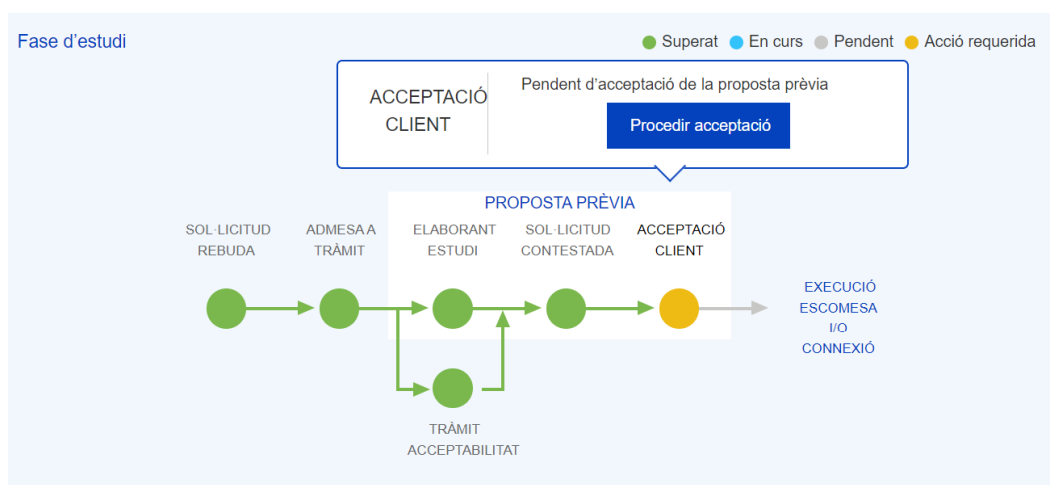 Fase d’estudi
Superat
En curs
Pendent
Acció requerida
ACCEPTACIÓ
CLIENT
Pendent d’acceptació de la proposta prèvia
Procedir acceptació
PROPOSTA PRÈVIA
SOL·LICITUD
REBUDA
ADMESA A
TRÀMIT
ELABORANT
ESTUDI
SOL·LICITUD
CONTESTADA
ACCEPTACIÓ
CLIENT
EXECUCIÓ
ESCOMESA
I/O
CONNEXIÓ
TRÀMIT
ACCEPTABILITAT